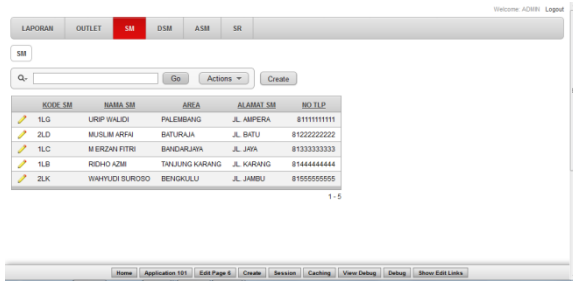 Welcome: ADMIN Logout
LAPORAN OUTLET SM DSM ASM SR
SM
Go Actions Create
KODE SM NAMA SM AREA ALAMAT SM NO TLP
1LG URIP WALIDI PALEMBANG JL. AMPERA 81111111111
2LD MUSLIM ARFAI BATURAJA JL. BATU 81222222222
1LC M ERZAN FITRI BANDARJAYA JL. JAYA 81333333333
1LB RIDHO AZMI TANJUNG KARANG JL. KARANG 81444444444
2LK WAHYUDI SUROSO BENGKULU JL. JAMBU 81555555555
1 - 5
Home Application 101 Edit Page 6 Create Session Caching View Debug Debug Show Edit Links